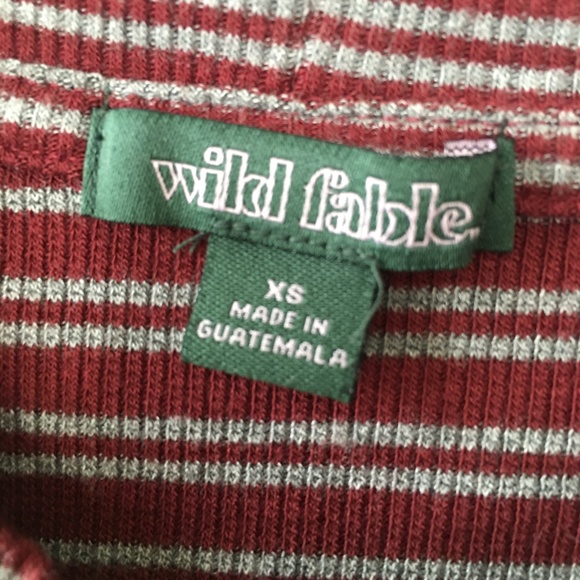 wild fable.
XS
MADE IN
GUATEMALA